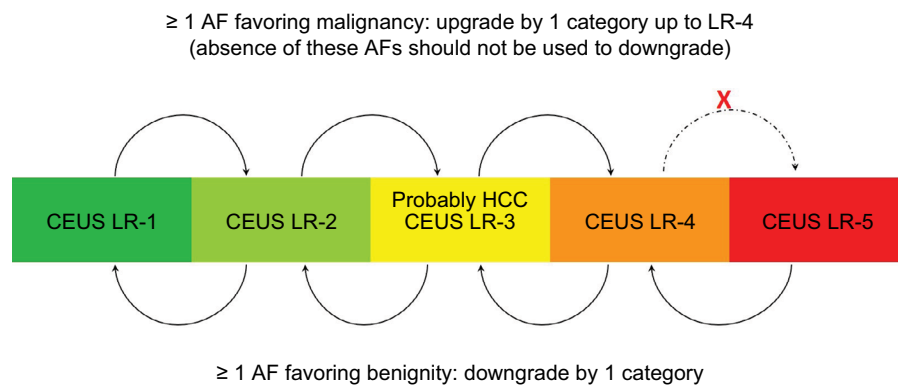 ≥ 1 AF favoring malignancy: upgrade by 1 category up to LR-4
(absence of these AFs should not be used to downgrade)
X
CEUS LR-1
CEUS LR-2
Probably HCC
CEUS LR-3
CEUS LR-4
CEUS LR-5
≥ 1 AF favoring benignity: downgrade by 1 category